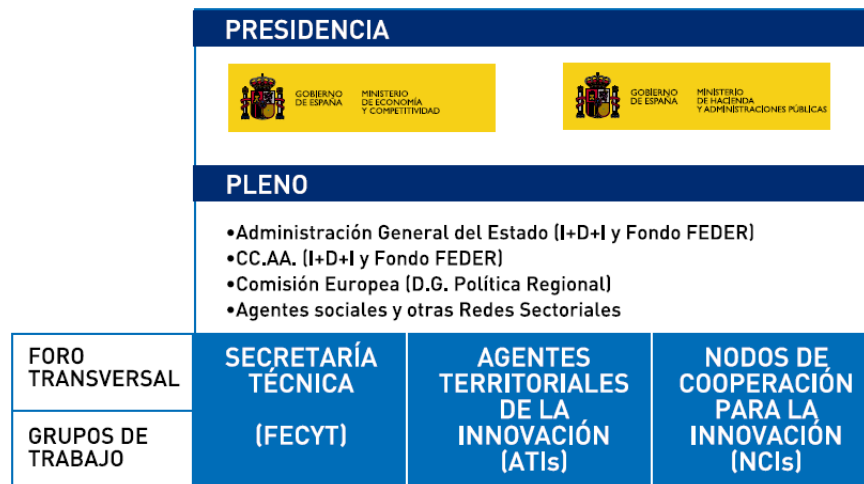 PRESIDENCIA
GOBIERNO
DE ESPAÑA
MINISTERIO
DE ECONOMÍA
Y COMPETITIVIDAD
GOBIERNO
DE ESPAÑA
MINISTERIO
DE HACIENDA
Y ADMINISTRACIONES PÚBLICAS
PLENO
•Administración General del Estado (I+D+I y Fondo FEDER)
•CC.AA. (I+D+I y Fondo FEDER)
•Comisión Europea (D.G. Política Regional)
•Agentes sociales y otras Redes Sectoriales
FORO
TRANSVERSAL
GRUPOS DE
TRABAJO
SECRETARÍA
TÉCNICA
(FECYT)
AGENTES
TERRITORIALES
DE LA
INNOVACIÓN
(ATIs)
NODOS DE
COOPERACIÓN
PARA LA
INNOVACIÓN
(NCIs)